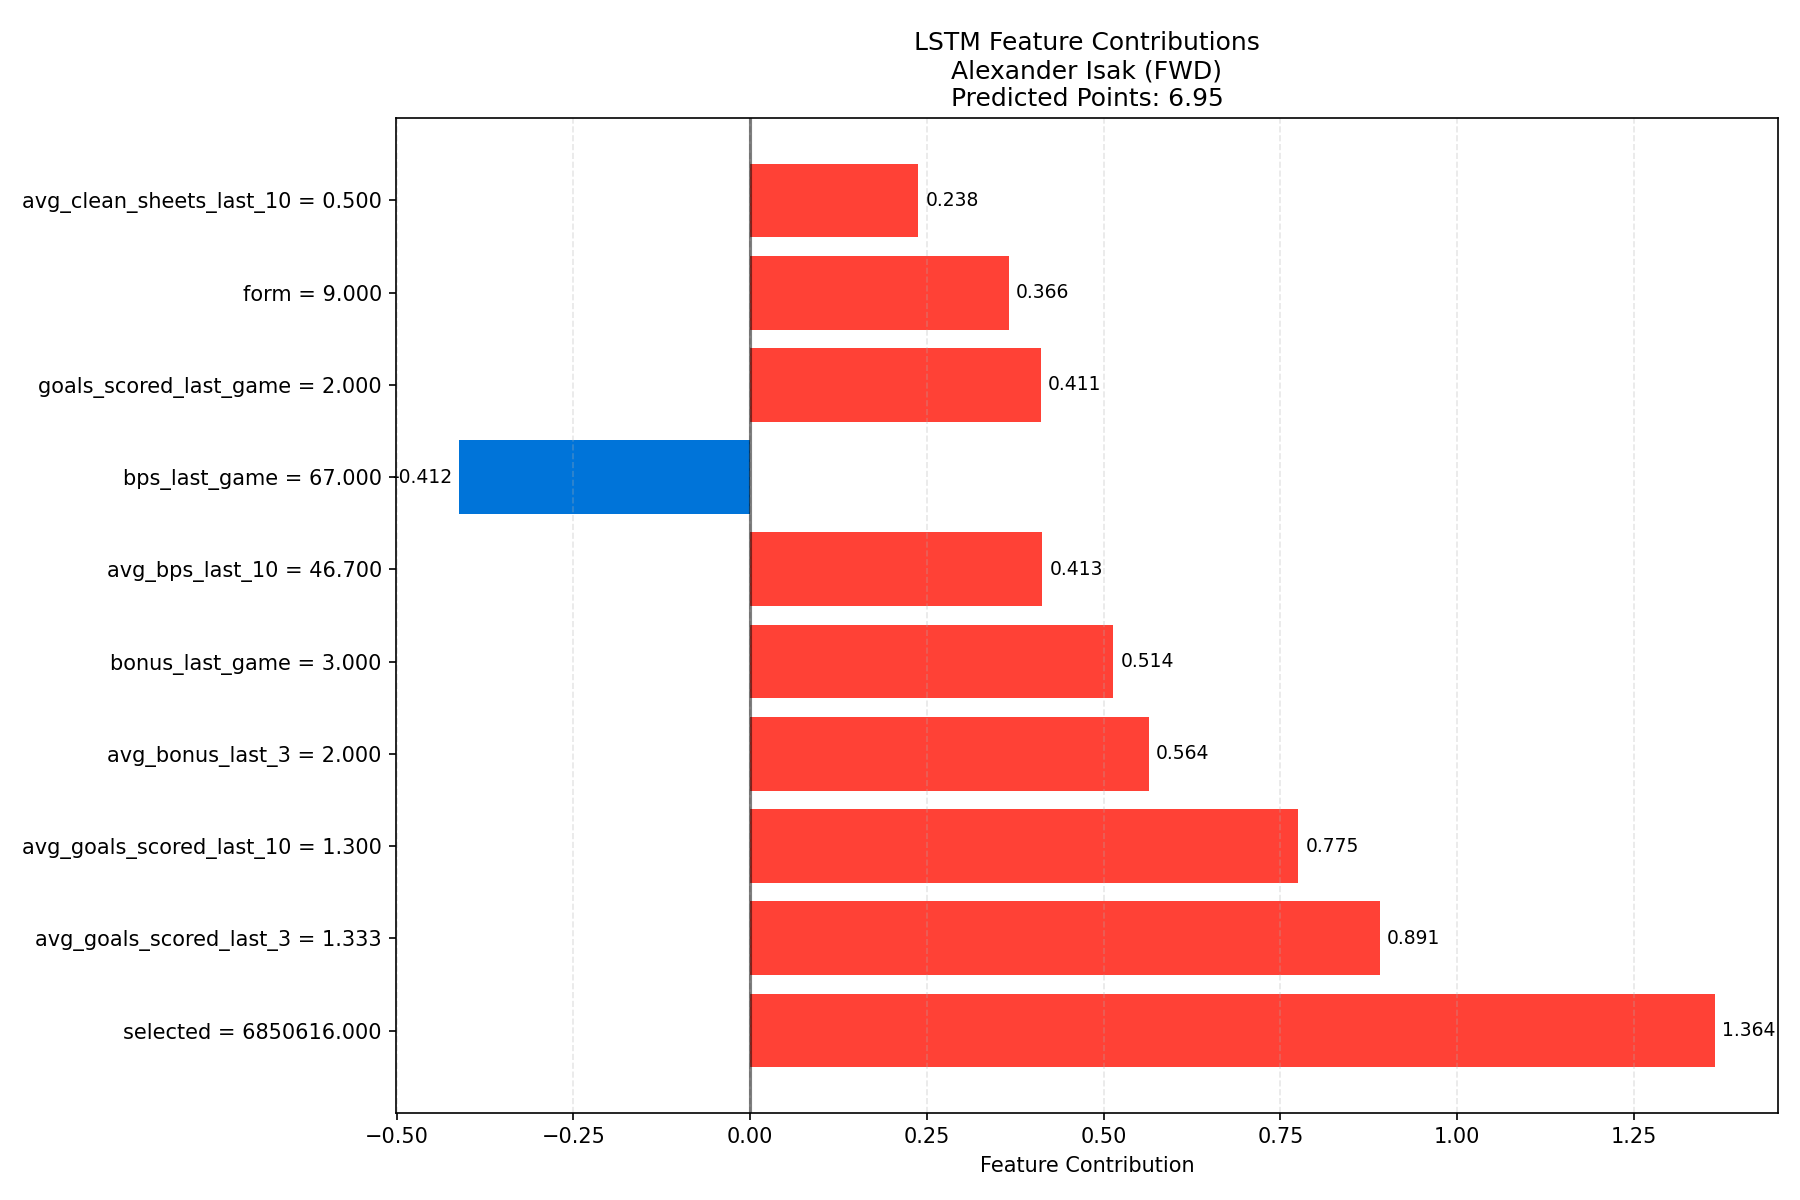 LSTM Feature Contributions
Alexander Isak (FWD)
Predicted Points: 6.95
avg_clean_sheets_last_10 = 0.500
0.238
form = 9.000
0.366
goals_scored_last_game = 2.000
0.411
bps_last_game = 67.000
-0.412
avg_bps_last_10 = 46.700
0.413
bonus_last_game = 3.000
0.514
avg_bonus_last_3 = 2.000
0.564
avg_goals_scored_last_10 = 1.300
0.775
avg_goals_scored_last_3 = 1.333
0.891
selected = 6850616.000
1.364
−0.50 −0.25 0.00 0.25 0.50 0.75 1.00 1.25
Feature Contribution